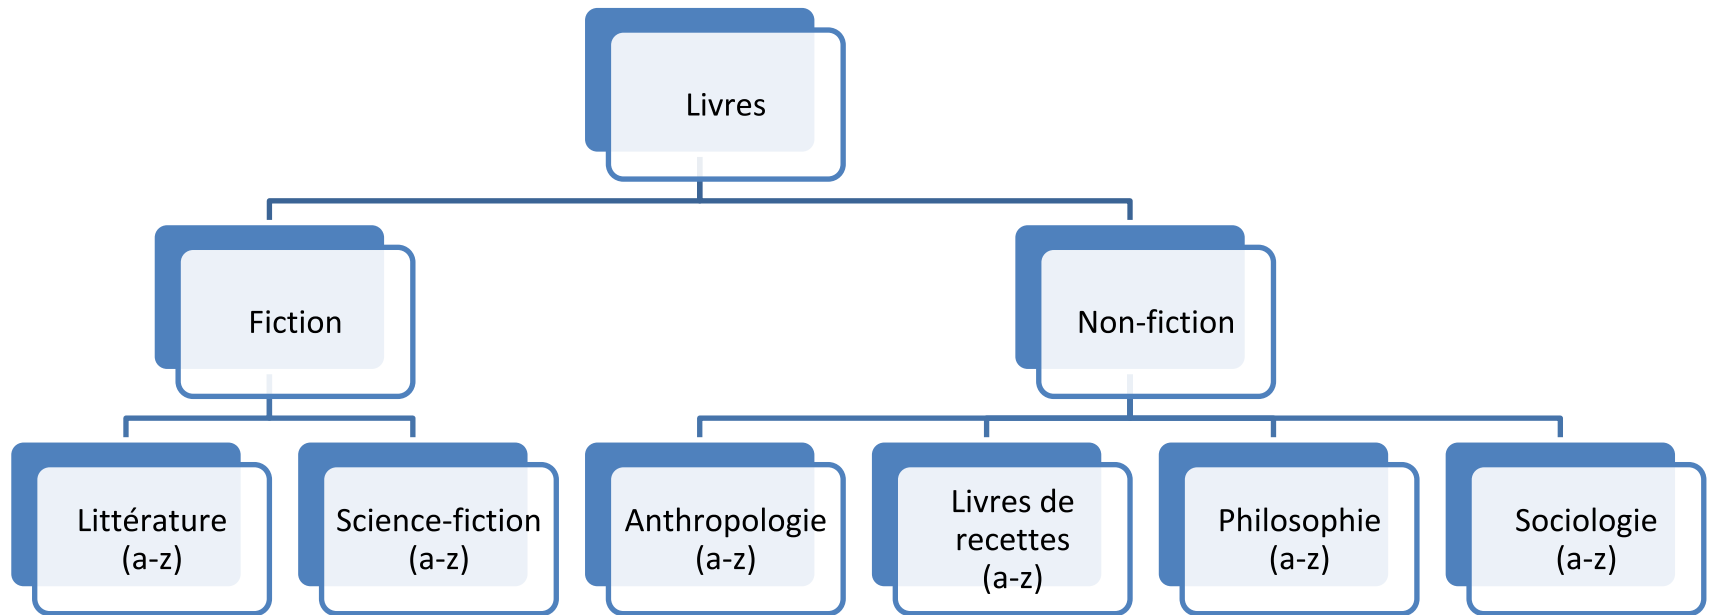 Livres
Fiction
Non-fiction
Littérature
(a-z)
Science-fiction
(a-z)
Anthropologie
(a-z)
Livres de
recettes
(a-z)
Philosophie
(a-z)
Sociologie
(a-z)